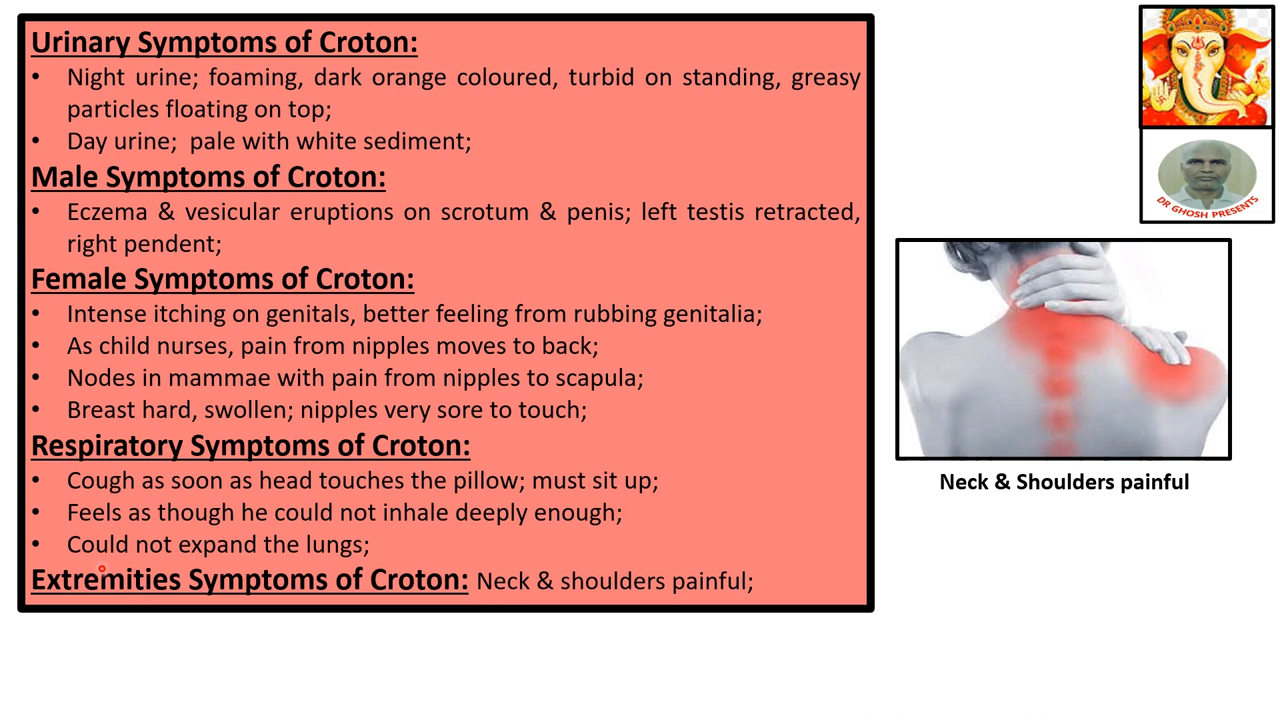 Urinary Symptoms of Croton:
• Night urine; foaming, dark orange coloured, turbid on standing, greasy
particles floating on top;
• Day urine; pale with white sediment;
Male Symptoms of Croton:
• Eczema & vesicular eruptions on scrotum & penis; left testis retracted,
right pendent;
Female Symptoms of Croton:
• Intense itching on genitals, better feeling from rubbing genitalia;
• As child nurses, pain from nipples moves to back;
• Nodes in mammae with pain from nipples to scapula;
• Breast hard, swollen; nipples very sore to touch;
Respiratory Symptoms of Croton:
• Cough as soon as head touches the pillow; must sit up;
• Feels as though he could not inhale deeply enough;
• Could not expand the lungs;
Extremities Symptoms of Croton: Neck & shoulders painful;
DR GHOSH PRESENTS
Neck & Shoulders painful